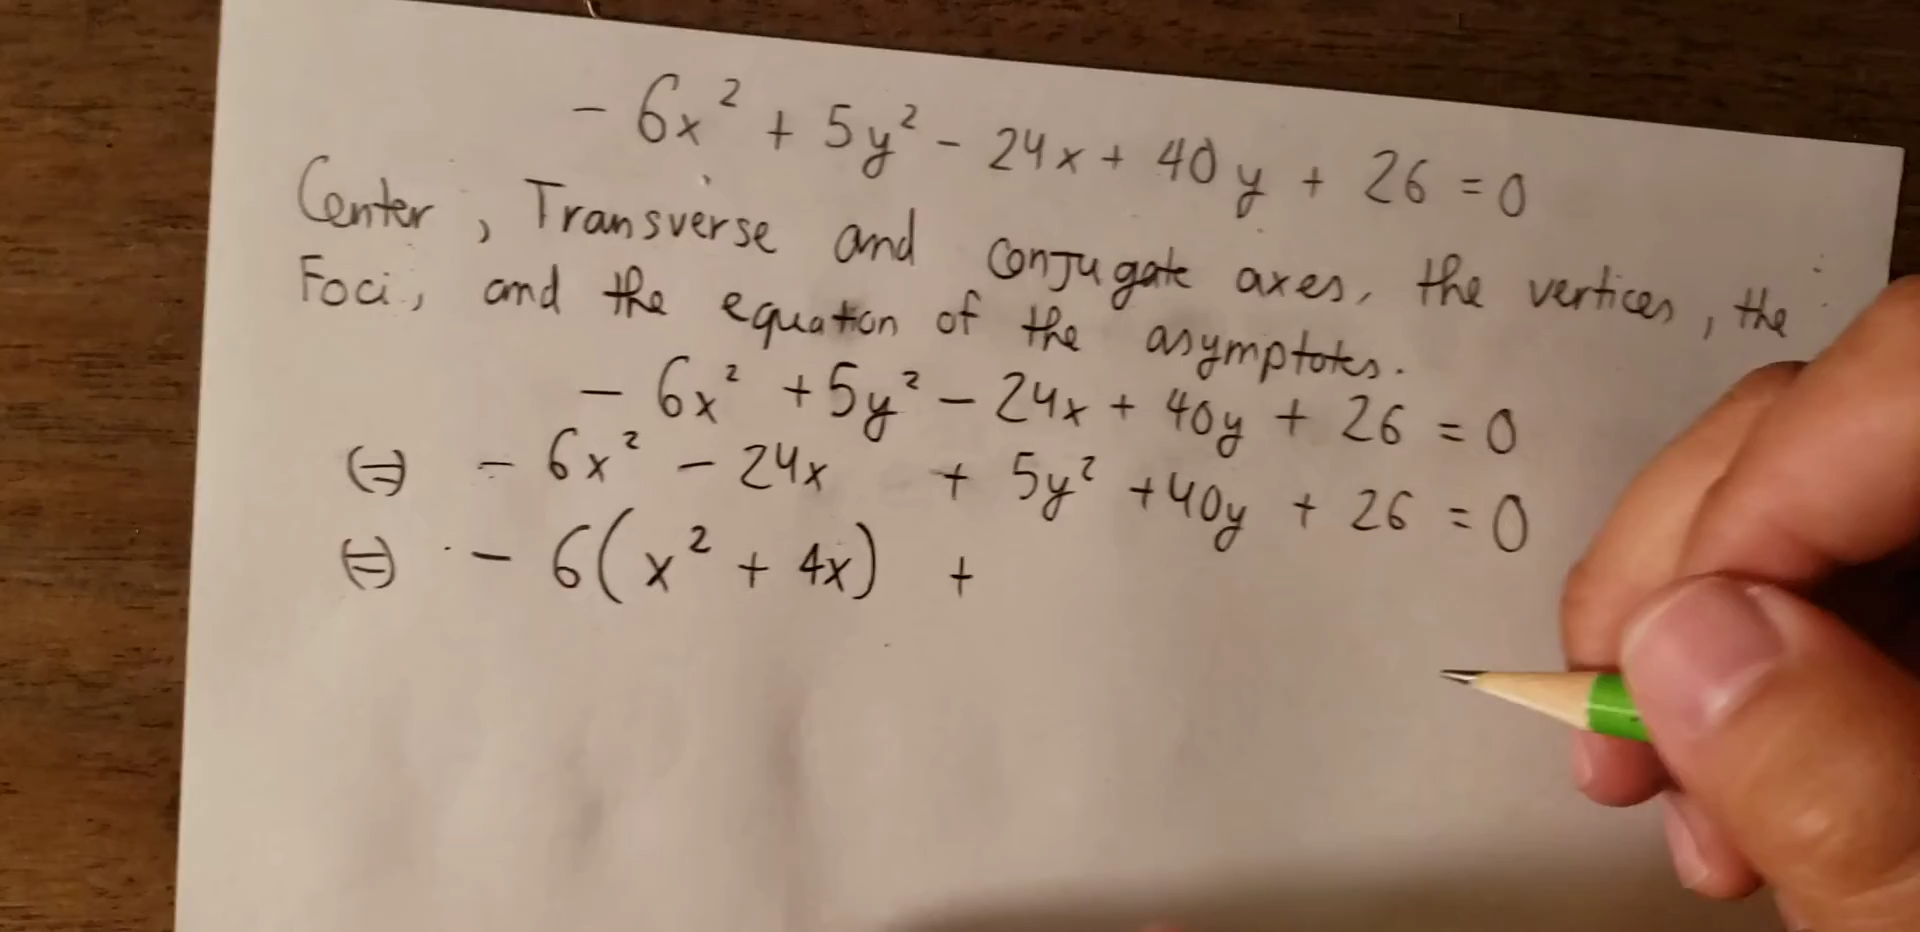 - 6x² + 5y² - 24x + 40y + 26 = 0
Center, Transverse and conjugate axes, the vertices, the
Foci, and the equation of the asymptotes.
- 6x² + 5y² - 24x + 40y + 26 = 0
(=) - 6x² - 24x + 5y² + 40y + 26 = 0
(=) - 6(x² + 4x) +